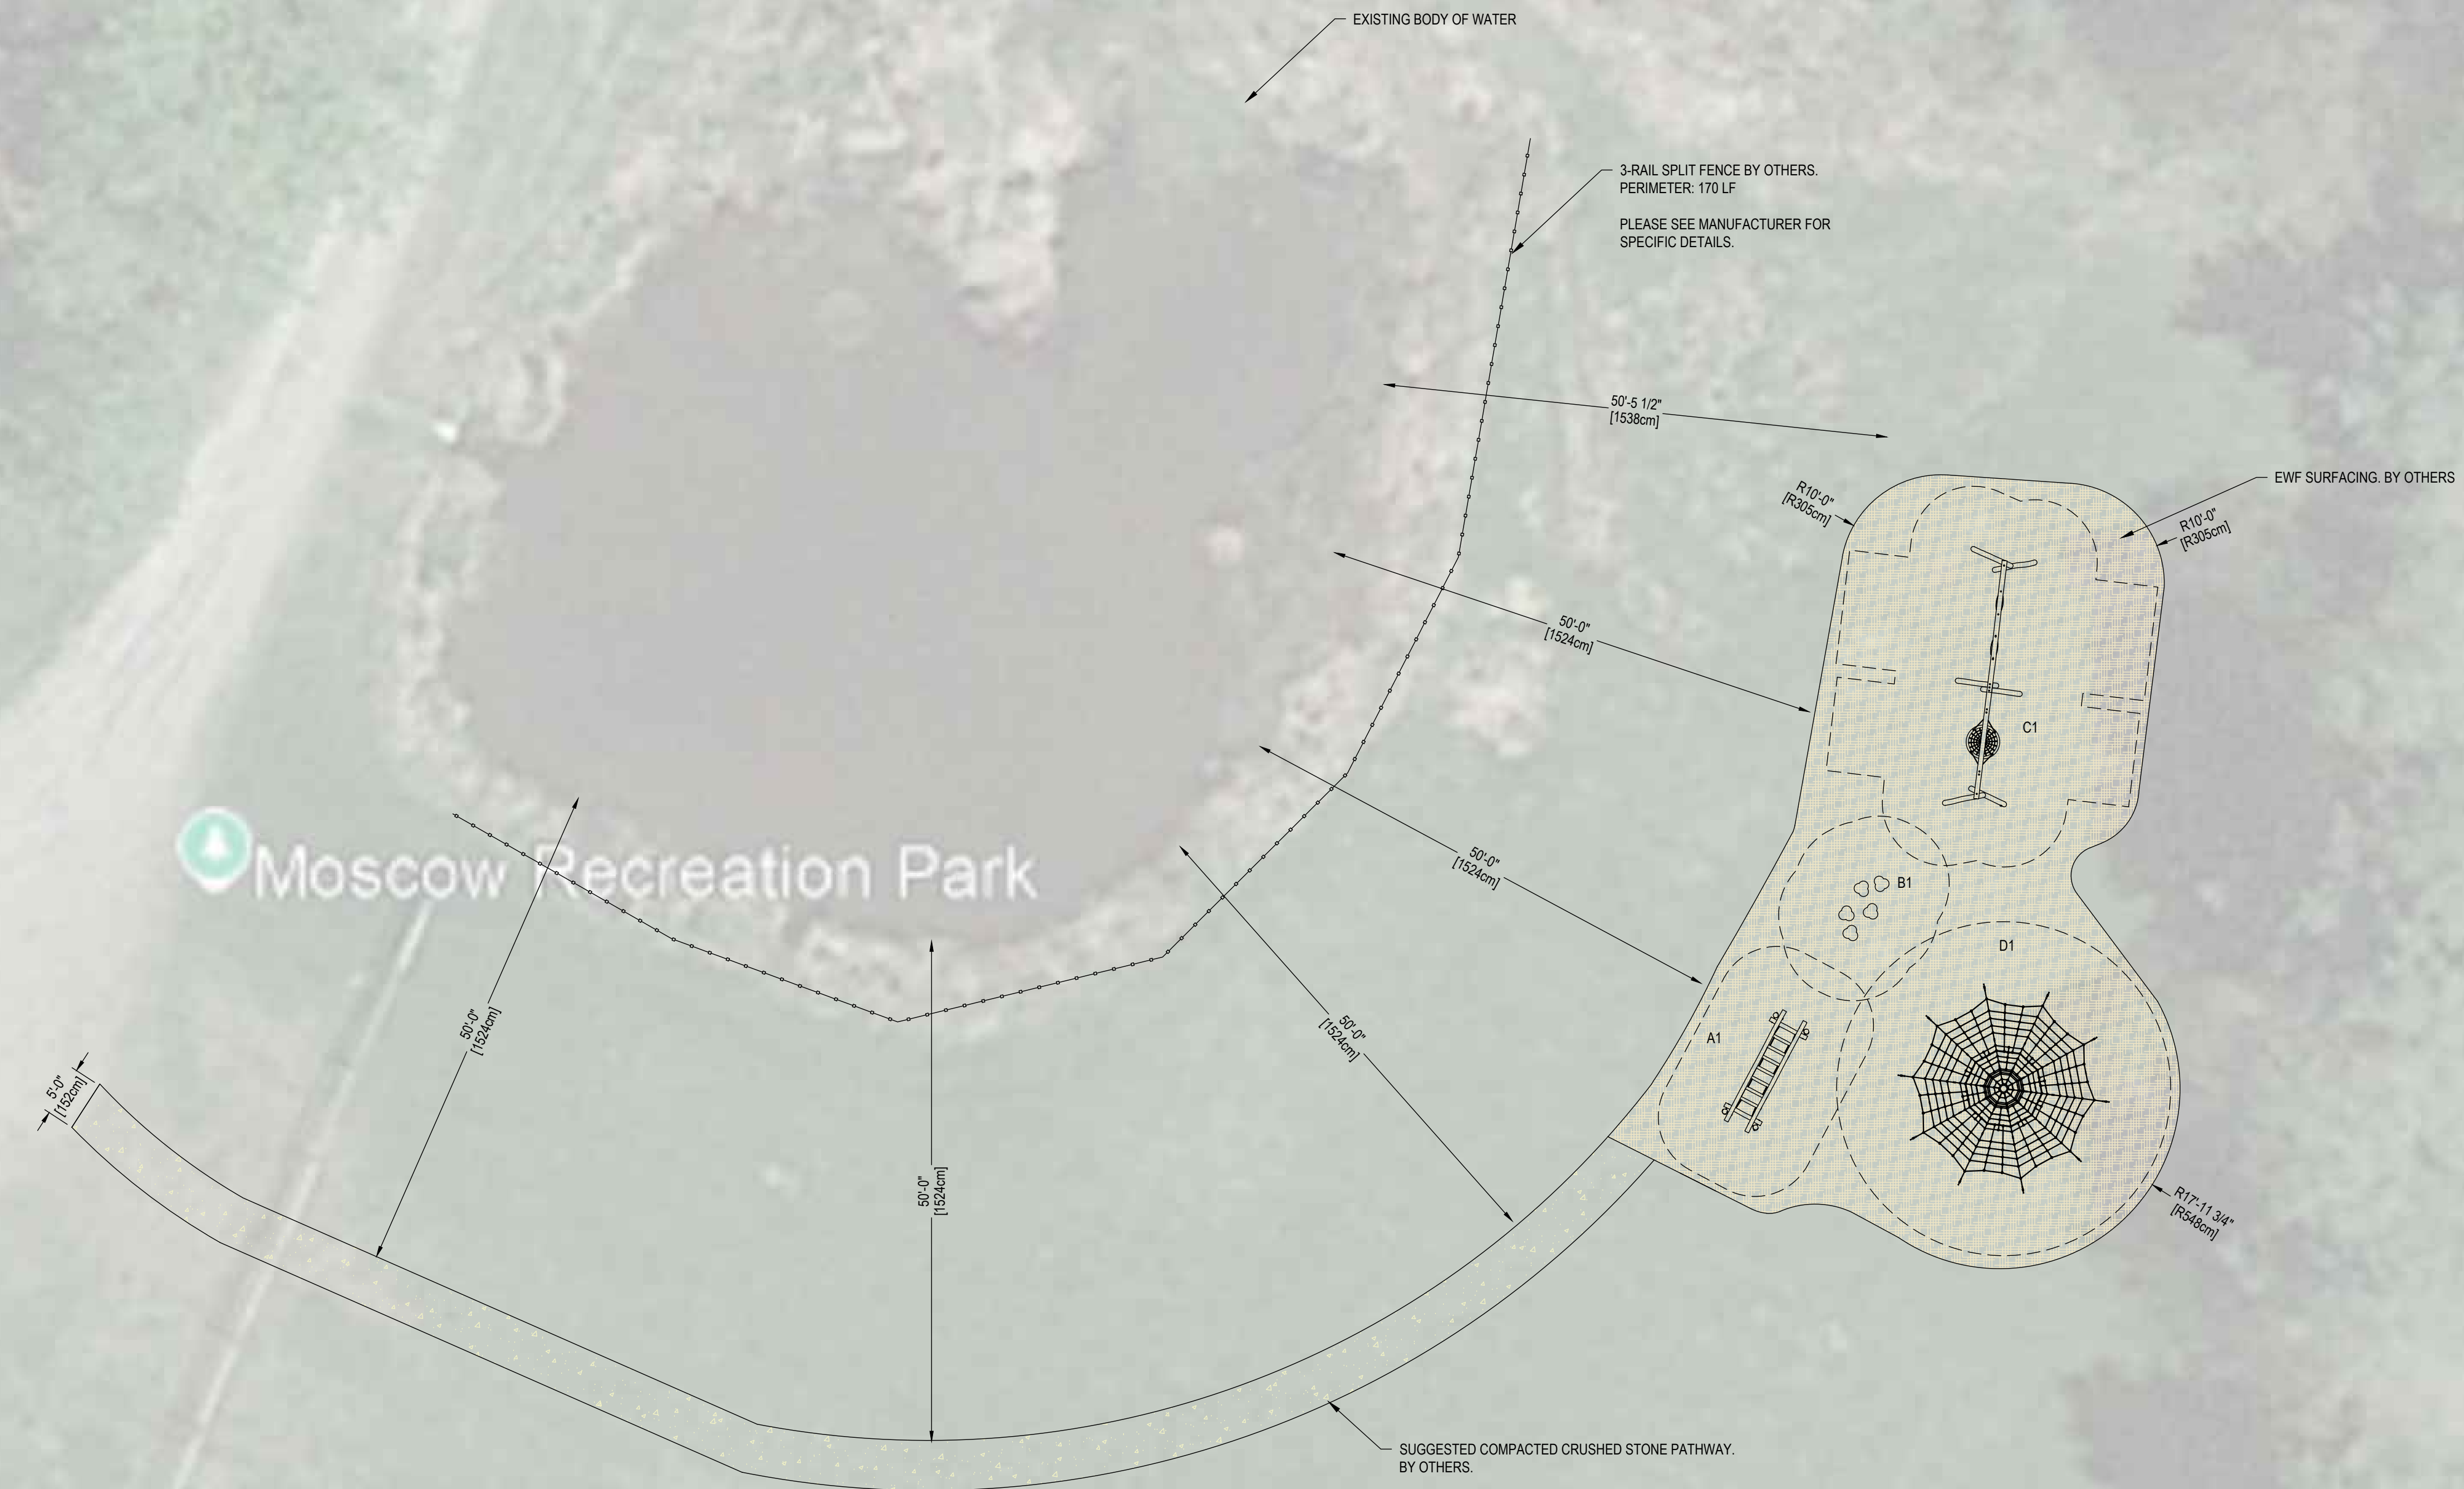 EXISTING BODY OF WATER
3-RAIL SPLIT FENCE BY OTHERS.
PERIMETER: 170 LF
PLEASE SEE MANUFACTURER FOR
SPECIFIC DETAILS.
50'-5 1/2"
[1538cm]
EWF SURFACING. BY OTHERS
R10'-0"
[R305cm]
R10'-0"
[R305cm]
50'-0"
[1524cm]
C1
50'-0"
[1524cm]
Moscow Recreation Park
B1
D1
50'-0"
[1524cm]
50'-0"
[1524cm]
A1
5'-0"
[152cm]
50'-0"
[1524cm]
R17'-11 3/4"
[R548cm]
SUGGESTED COMPACTED CRUSHED STONE PATHWAY.
BY OTHERS.